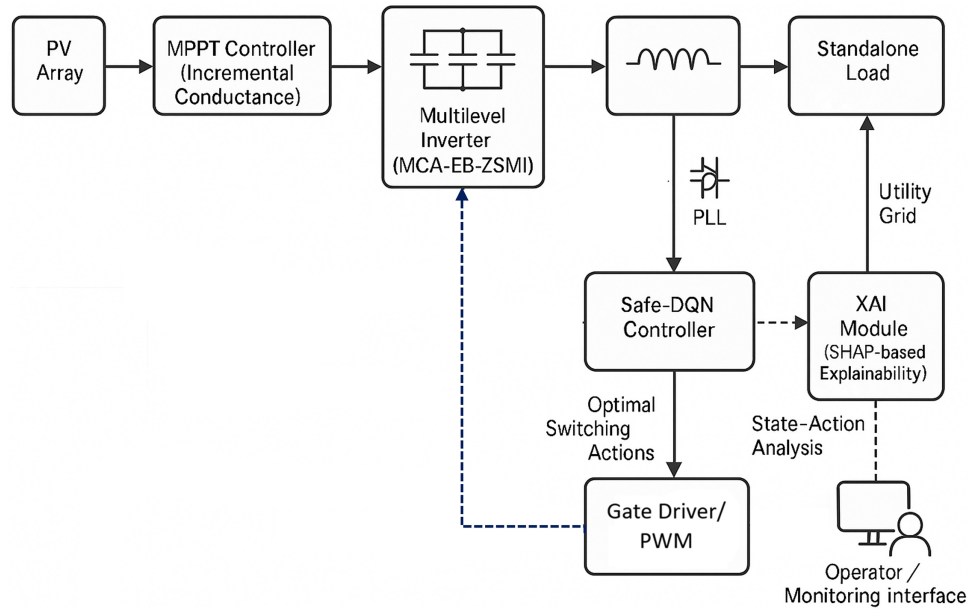 PV
Array
MPPT Controller
(Incremental
Conductance)
Multilevel
Inverter
(MCA-EB-ZSMI)
Standalone
Load
PLL
Utility
Grid
Safe-DQN
Controller
XAI
Module
(SHAP-based
Explainability)
Optimal
Switching
Actions
State-Action
Analysis
Gate Driver/
PWM
Operator /
Monitoring interface